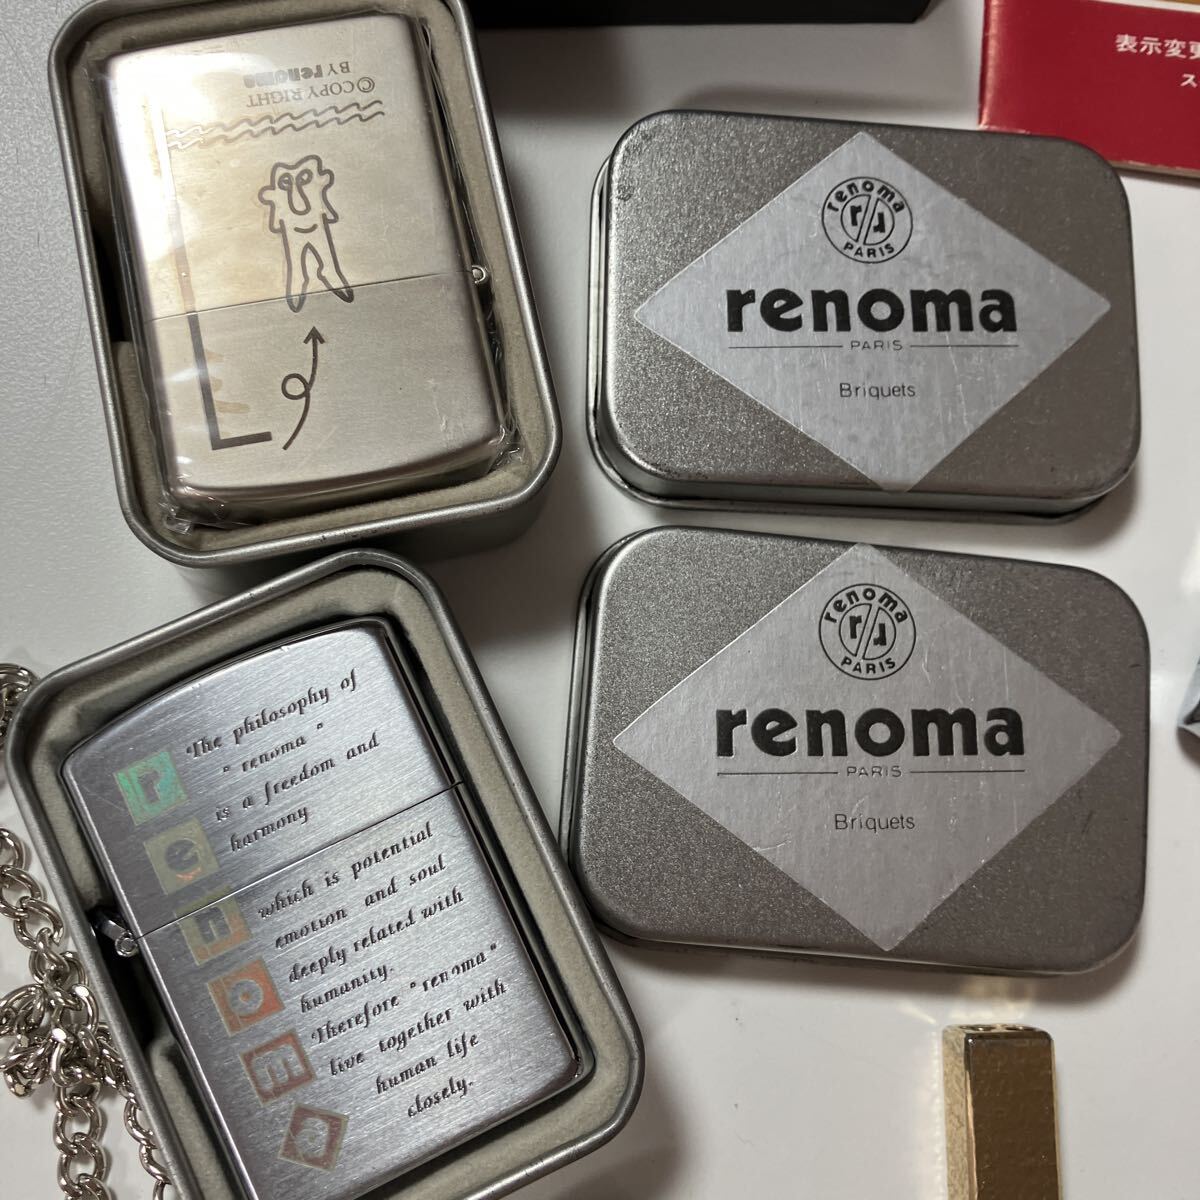 ©COPYRIGHT
BY renoma
renoma
PARIS
renoma
PARIS
Briquets
表示変更
ス
The philosophy of
"renoma"
is a freedom and
harmony
which is potential
emotion and soul
deeply related with
humanity.
Therefore "renoma"
live together with
human life
closely.
r
e
n
o
m
a
renoma
PARIS
renoma
PARIS
Briquets